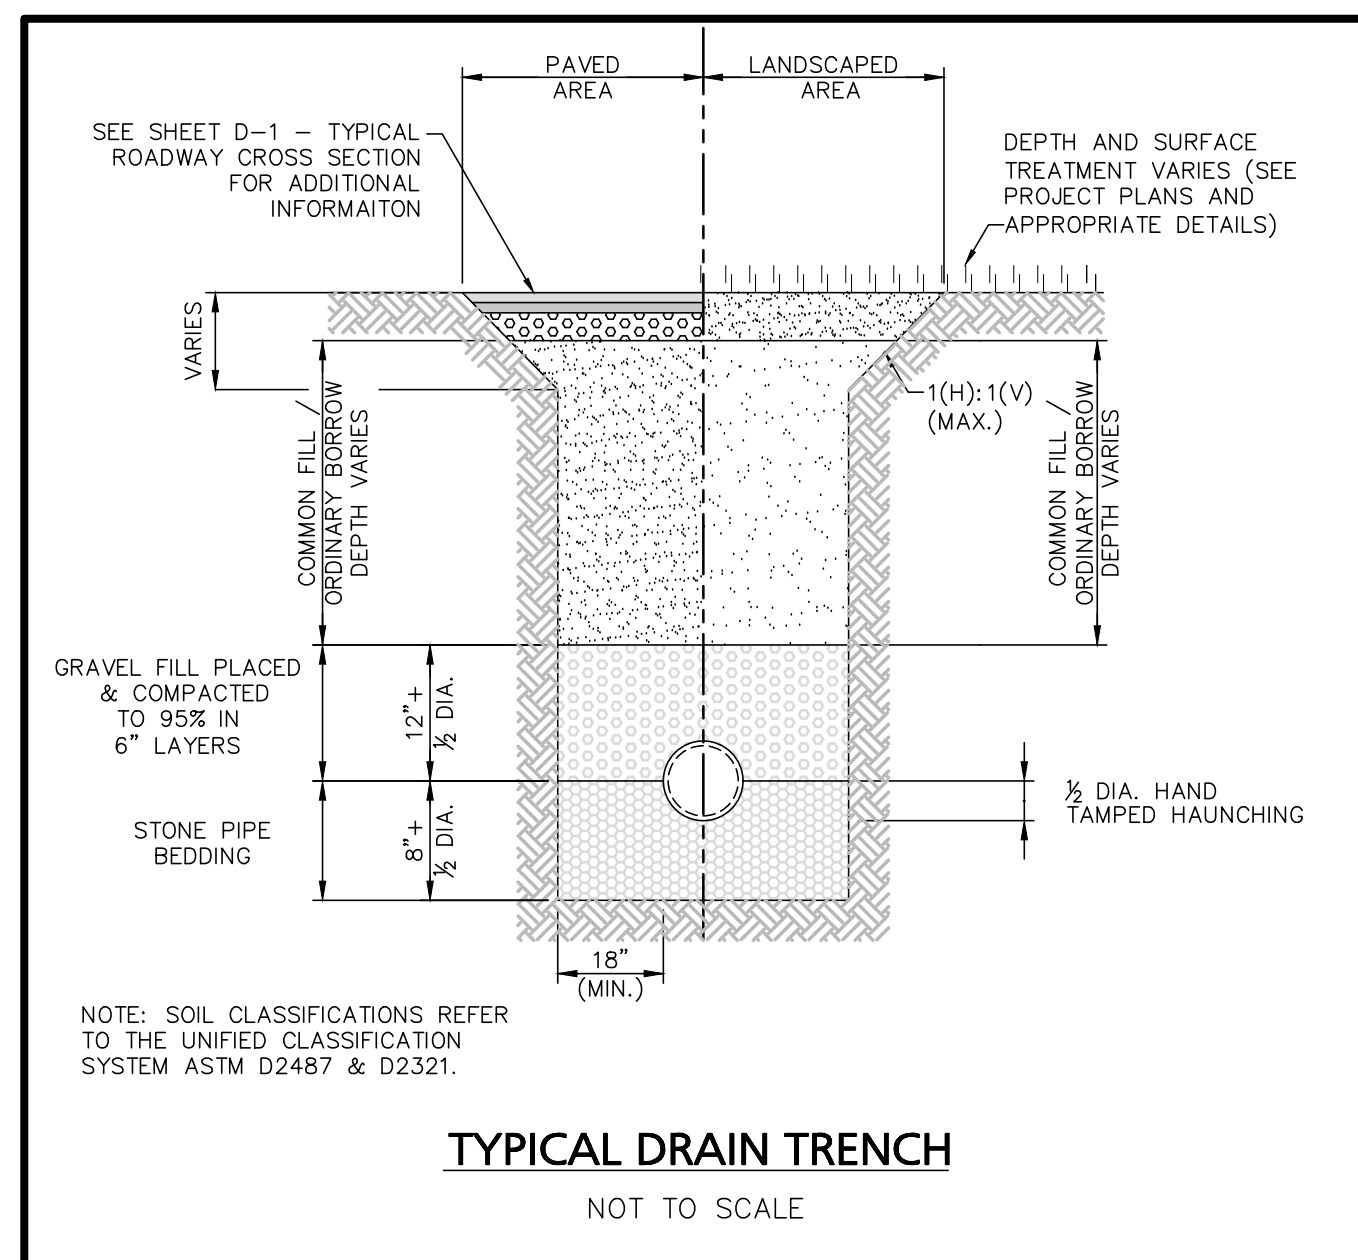 PAVED
AREA
LANDSCAPED
AREA
SEE SHEET D-1 - TYPICAL
ROADWAY CROSS SECTION
FOR ADDITIONAL
INFORMAITON
DEPTH AND SURFACE
TREATMENT VARIES (SEE
PROJECT PLANS AND
APPROPRIATE DETAILS)
VARIES
COMMON FILL /
ORDINARY BORROW
DEPTH VARIES
1(H):1(V)
(MAX.)
COMMON FILL /
ORDINARY BORROW
DEPTH VARIES
GRAVEL FILL PLACED
& COMPACTED
TO 95% IN
6" LAYERS
12"+
½ DIA.
STONE PIPE
BEDDING
8"+
½ DIA.
½ DIA. HAND
TAMPED HAUNCHING
18"
(MIN.)
NOTE: SOIL CLASSIFICATIONS REFER
TO THE UNIFIED CLASSIFICATION
SYSTEM ASTM D2487 & D2321.
TYPICAL DRAIN TRENCH
NOT TO SCALE